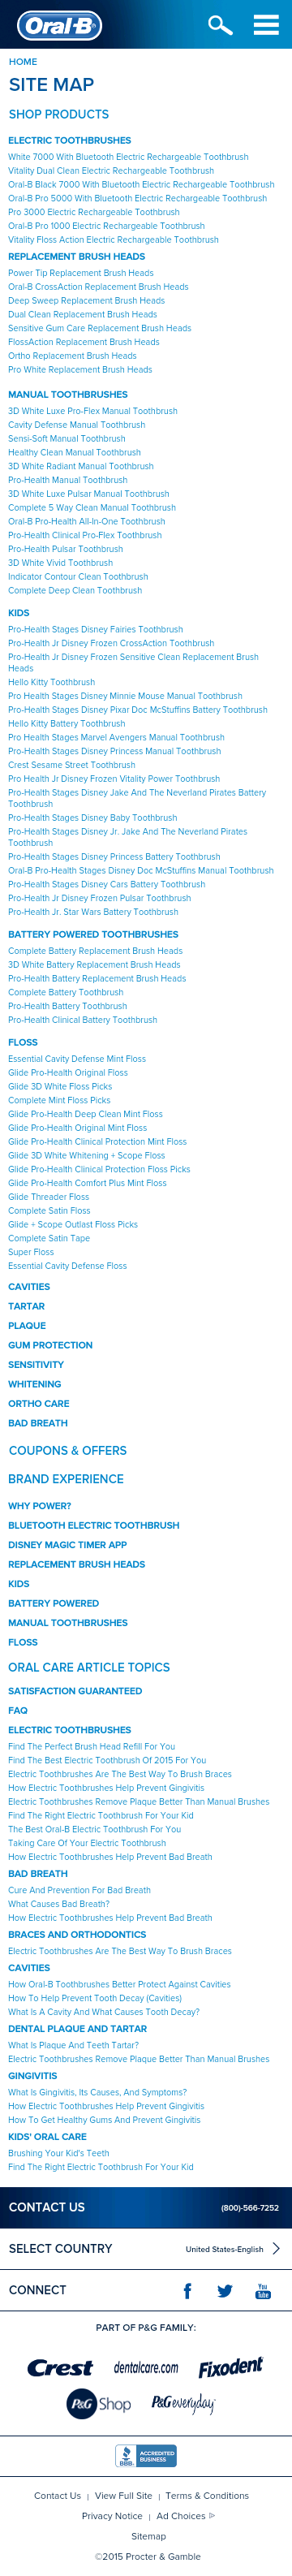 Oral-B
HOME
SITE MAP
SHOP PRODUCTS
ELECTRIC TOOTHBRUSHES
White 7000 With Bluetooth Electric Rechargeable Toothbrush
Vitality Dual Clean Electric Rechargeable Toothbrush
Oral-B Black 7000 With Bluetooth Electric Rechargeable Toothbrush
Oral-B Pro 5000 With Bluetooth Electric Rechargeable Toothbrush
Pro 3000 Electric Rechargeable Toothbrush
Oral-B Pro 1000 Electric Rechargeable Toothbrush
Vitality Floss Action Electric Rechargeable Toothbrush
REPLACEMENT BRUSH HEADS
Power Tip Replacement Brush Heads
Oral-B CrossAction Replacement Brush Heads
Deep Sweep Replacement Brush Heads
Dual Clean Replacement Brush Heads
Sensitive Gum Care Replacement Brush Heads
FlossAction Replacement Brush Heads
Ortho Replacement Brush Heads
Pro White Replacement Brush Heads
MANUAL TOOTHBRUSHES
3D White Luxe Pro-Flex Manual Toothbrush
Cavity Defense Manual Toothbrush
Sensi-Soft Manual Toothbrush
Healthy Clean Manual Toothbrush
3D White Radiant Manual Toothbrush
Pro-Health Manual Toothbrush
3D White Luxe Pulsar Manual Toothbrush
Complete 5 Way Clean Manual Toothbrush
Oral-B Pro-Health All-In-One Toothbrush
Pro-Health Clinical Pro-Flex Toothbrush
Pro-Health Pulsar Toothbrush
3D White Vivid Toothbrush
Indicator Contour Clean Toothbrush
Complete Deep Clean Toothbrush
KIDS
Pro-Health Stages Disney Fairies Toothbrush
Pro-Health Jr Disney Frozen CrossAction Toothbrush
Pro-Health Jr Disney Frozen Sensitive Clean Replacement Brush
Heads
Hello Kitty Toothbrush
Pro Health Stages Disney Minnie Mouse Manual Toothbrush
Pro-Health Stages Disney Pixar Doc McStuffins Battery Toothbrush
Hello Kitty Battery Toothbrush
Pro Health Stages Marvel Avengers Manual Toothbrush
Pro-Health Stages Disney Princess Manual Toothbrush
Crest Sesame Street Toothbrush
Pro Health Jr Disney Frozen Vitality Power Toothbrush
Pro-Health Stages Disney Jake And The Neverland Pirates Battery
Toothbrush
Pro-Health Stages Disney Baby Toothbrush
Pro-Health Stages Disney Jr. Jake And The Neverland Pirates
Toothbrush
Pro-Health Stages Disney Princess Battery Toothbrush
Oral-B Pro-Health Stages Disney Doc McStuffins Manual Toothbrush
Pro-Health Stages Disney Cars Battery Toothbrush
Pro-Health Jr Disney Frozen Pulsar Toothbrush
Pro-Health Jr. Star Wars Battery Toothbrush
BATTERY POWERED TOOTHBRUSHES
Complete Battery Replacement Brush Heads
3D White Battery Replacement Brush Heads
Pro-Health Battery Replacement Brush Heads
Complete Battery Toothbrush
Pro-Health Battery Toothbrush
Pro-Health Clinical Battery Toothbrush
FLOSS
Essential Cavity Defense Mint Floss
Glide Pro-Health Original Floss
Glide 3D White Floss Picks
Complete Mint Floss Picks
Glide Pro-Health Deep Clean Mint Floss
Glide Pro-Health Original Mint Floss
Glide Pro-Health Clinical Protection Mint Floss
Glide 3D White Whitening + Scope Floss
Glide Pro-Health Clinical Protection Floss Picks
Glide Pro-Health Comfort Plus Mint Floss
Glide Threader Floss
Complete Satin Floss
Glide + Scope Outlast Floss Picks
Complete Satin Tape
Super Floss
Essential Cavity Defense Floss
CAVITIES
TARTAR
PLAQUE
GUM PROTECTION
SENSITIVITY
WHITENING
ORTHO CARE
BAD BREATH
COUPONS & OFFERS
BRAND EXPERIENCE
WHY POWER?
BLUETOOTH ELECTRIC TOOTHBRUSH
DISNEY MAGIC TIMER APP
REPLACEMENT BRUSH HEADS
KIDS
BATTERY POWERED
MANUAL TOOTHBRUSHES
FLOSS
ORAL CARE ARTICLE TOPICS
SATISFACTION GUARANTEED
FAQ
ELECTRIC TOOTHBRUSHES
Find The Perfect Brush Head Refill For You
Find The Best Electric Toothbrush Of 2015 For You
Electric Toothbrushes Are The Best Way To Brush Braces
How Electric Toothbrushes Help Prevent Gingivitis
Electric Toothbrushes Remove Plaque Better Than Manual Brushes
Find The Right Electric Toothbrush For Your Kid
The Best Oral-B Electric Toothbrush For You
Taking Care Of Your Electric Toothbrush
How Electric Toothbrushes Help Prevent Bad Breath
BAD BREATH
Cure And Prevention For Bad Breath
What Causes Bad Breath?
How Electric Toothbrushes Help Prevent Bad Breath
BRACES AND ORTHODONTICS
Electric Toothbrushes Are The Best Way To Brush Braces
CAVITIES
How Oral-B Toothbrushes Better Protect Against Cavities
How To Help Prevent Tooth Decay (Cavities)
What Is A Cavity And What Causes Tooth Decay?
DENTAL PLAQUE AND TARTAR
What Is Plaque And Teeth Tartar?
Electric Toothbrushes Remove Plaque Better Than Manual Brushes
GINGIVITIS
What Is Gingivitis, Its Causes, And Symptoms?
How Electric Toothbrushes Help Prevent Gingivitis
How To Get Healthy Gums And Prevent Gingivitis
KIDS' ORAL CARE
Brushing Your Kid's Teeth
Find The Right Electric Toothbrush For Your Kid
CONTACT US (800)-566-7252
SELECT COUNTRY United States-English
CONNECT You Tube
PART OF P&G FAMILY:
Crest dentalcare.com Fixodent
P&G Shop P&G everyday
BBB ACCREDITED BUSINESS
Contact Us | View Full Site | Terms & Conditions
Privacy Notice | Ad Choices
Sitemap
©2015 Procter & Gamble